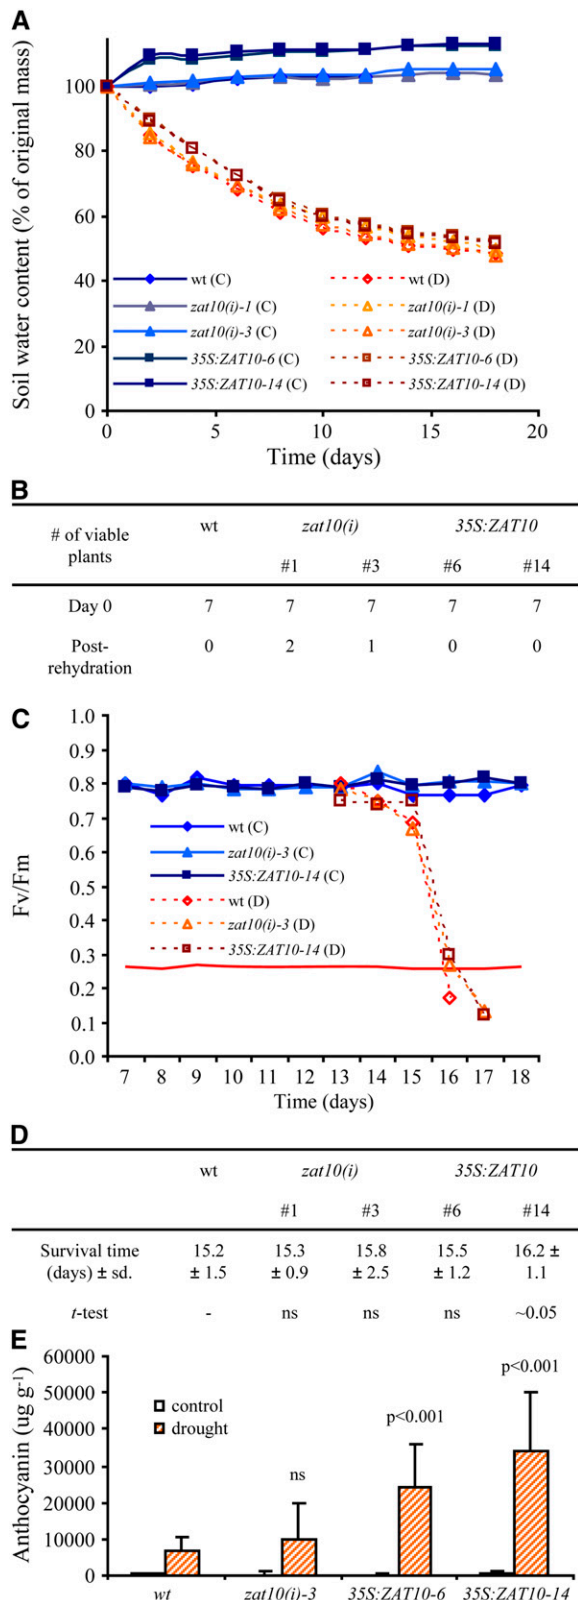 A
Soil water content (% of original mass)
100
80
60
40
20
0
wt (C)
wt (D)
zat10(i)-1 (C)
zat10(i)-1 (D)
zat10(i)-3 (C)
zat10(i)-3 (D)
35S:ZAT10-6 (C)
35S:ZAT10-6 (D)
35S:ZAT10-14 (C)
35S:ZAT10-14 (D)
0 5 10 15 20
Time (days)
B
# of viable plants
wt zat10(i) 35S:ZAT10
#1 #3 #6 #14
Day 0 7 7 7 7 7
Post-rehydration 0 2 1 0 0
C
Fv/Fm
1.0
0.9
0.8
0.7
0.6
0.5
0.4
0.3
0.2
0.1
0.0
wt (C)
zat10(i)-3 (C)
35S:ZAT10-14 (C)
wt (D)
zat10(i)-3 (D)
35S:ZAT10-14 (D)
7 8 9 10 11 12 13 14 15 16 17 18
Time (days)
D
wt zat10(i) 35S:ZAT10
#1 #3 #6 #14
Survival time 15.2 15.3 15.8 15.5 16.2 ±
(days) ± sd. ± 1.5 ± 0.9 ± 2.5 ± 1.2 1.1
t-test - ns ns ns ~0.05
E
Anthocyanin (ug g-1)
60000
50000
40000
30000
20000
10000
0
control
drought
ns
p<0.001
p<0.001
wt zat10(i)-3 35S:ZAT10-6 35S:ZAT10-14